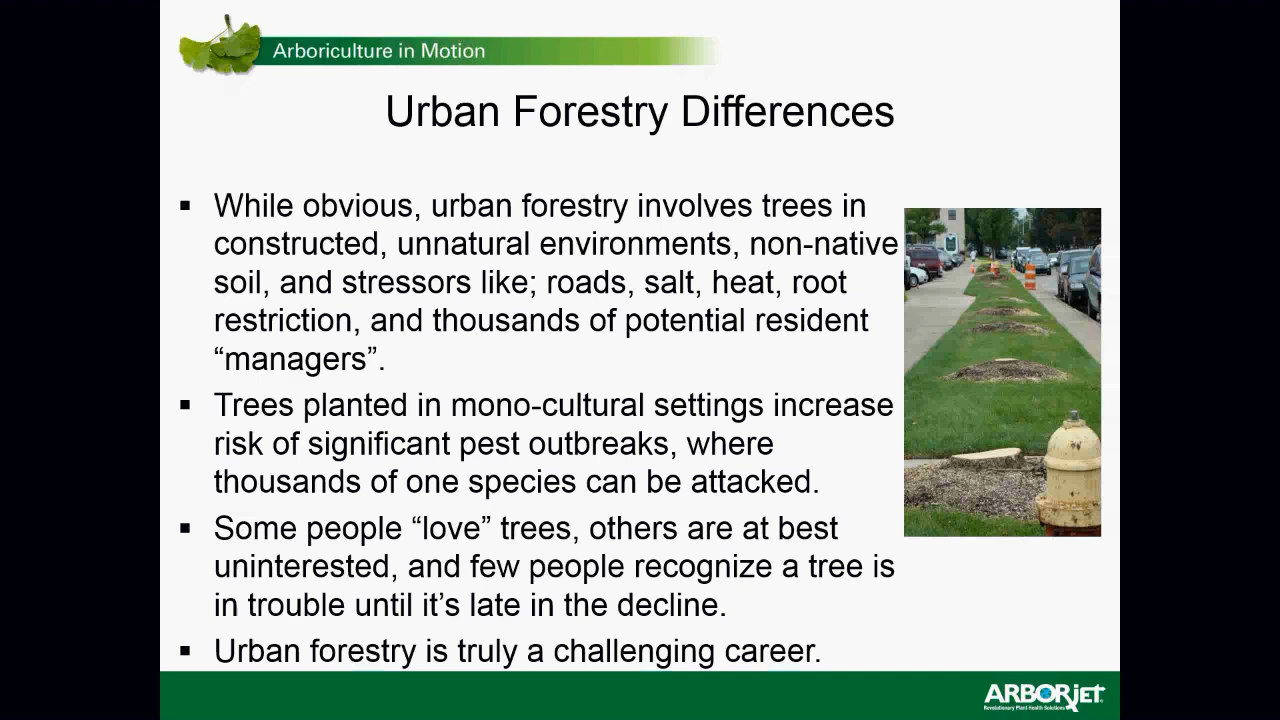 Arboriculture in Motion
Urban Forestry Differences
▪ While obvious, urban forestry involves trees in
constructed, unnatural environments, non-native
soil, and stressors like; roads, salt, heat, root
restriction, and thousands of potential resident
“managers”.
▪ Trees planted in mono-cultural settings increase
risk of significant pest outbreaks, where
thousands of one species can be attacked.
▪ Some people “love” trees, others are at best
uninterested, and few people recognize a tree is
in trouble until it’s late in the decline.
▪ Urban forestry is truly a challenging career.
ARBORjet
Revolutionary Plant Health Solutions